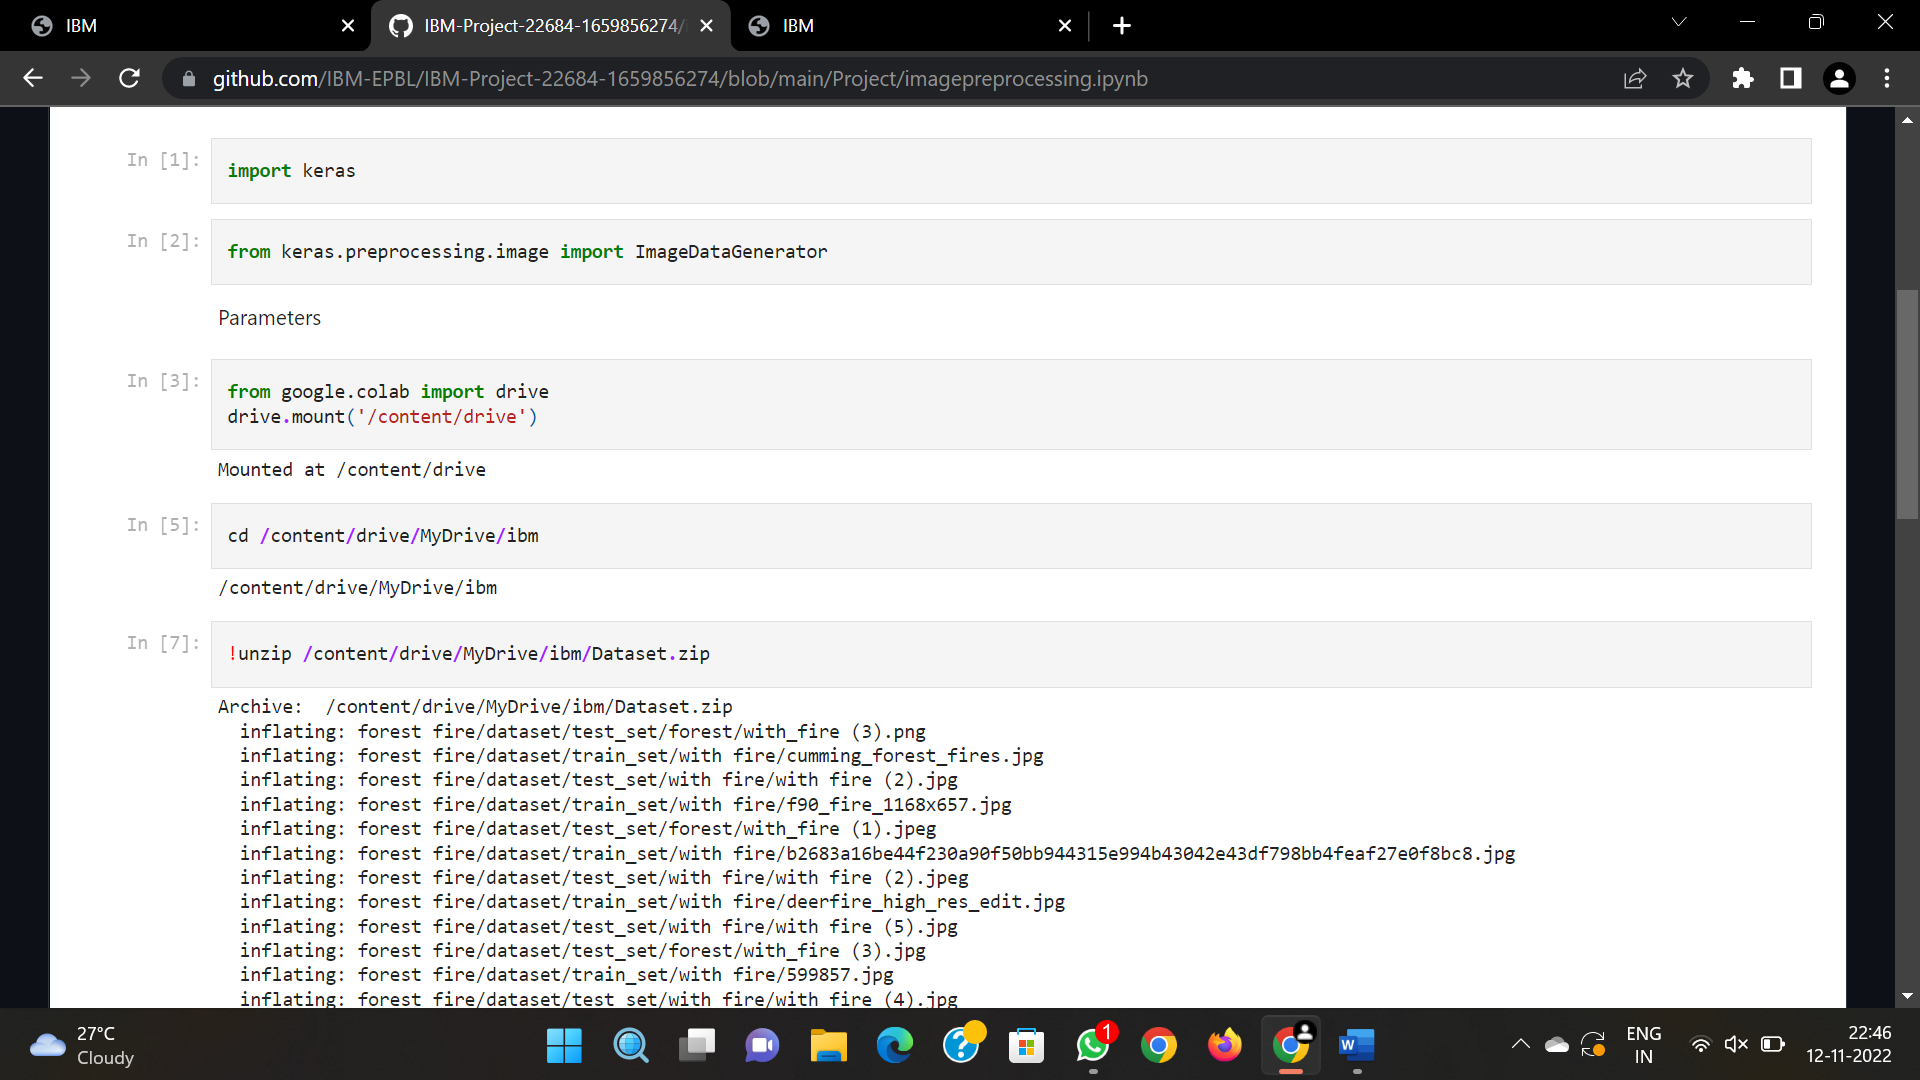 IBM
IBM-Project-22684-1659856274/
IBM
github.com/IBM-EPBL/IBM-Project-22684-1659856274/blob/main/Project/imagepreprocessing.ipynb
In [1]:
import keras
In [2]:
from keras.preprocessing.image import ImageDataGenerator
Parameters
In [3]:
from google.colab import drive
drive.mount('/content/drive')
Mounted at /content/drive
In [5]:
cd /content/drive/MyDrive/ibm
/content/drive/MyDrive/ibm
In [7]:
!unzip /content/drive/MyDrive/ibm/Dataset.zip
Archive:  /content/drive/MyDrive/ibm/Dataset.zip
inflating: forest fire/dataset/test_set/forest/with_fire (3).png
inflating: forest fire/dataset/train_set/with fire/cumming_forest_fires.jpg
inflating: forest fire/dataset/test_set/with fire/with fire (2).jpg
inflating: forest fire/dataset/train_set/with fire/f90_fire_1168x657.jpg
inflating: forest fire/dataset/test_set/forest/with_fire (1).jpeg
inflating: forest fire/dataset/train_set/with fire/b2683a16be44f230a90f50bb944315e994b43042e43df798bb4feaf27e0f8bc8.jpg
inflating: forest fire/dataset/test_set/with fire/with fire (2).jpeg
inflating: forest fire/dataset/train_set/with fire/deerfire_high_res_edit.jpg
inflating: forest fire/dataset/test_set/with fire/with fire (5).jpg
inflating: forest fire/dataset/test_set/forest/with_fire (3).jpg
inflating: forest fire/dataset/train_set/with fire/599857.jpg
inflating: forest fire/dataset/test_set/with fire/with fire (4).jpg
27°C
Cloudy
1
W
ENG
IN
22:46
12-11-2022